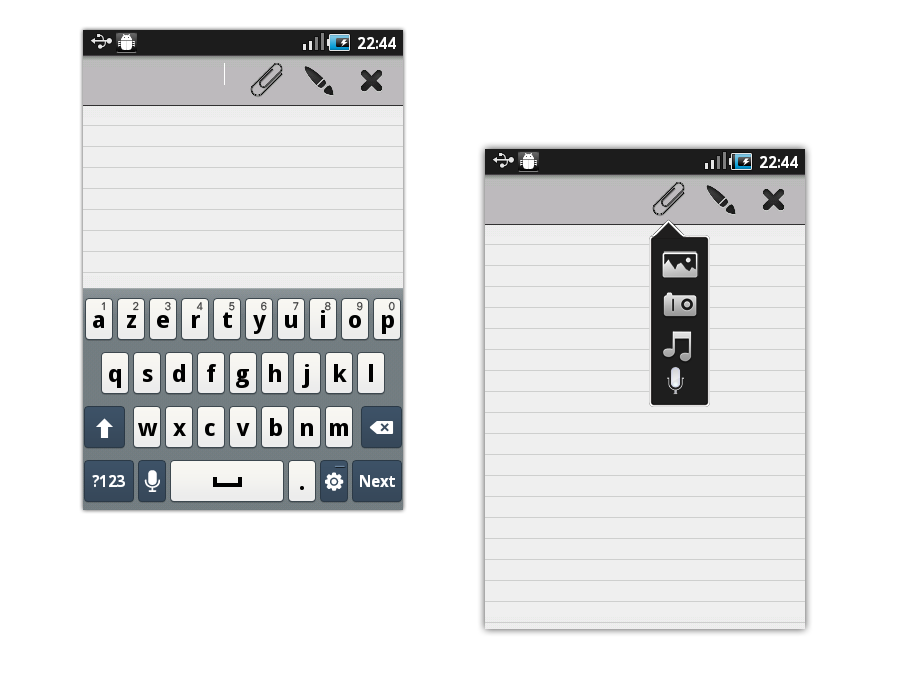 22:44
1 2 3 4 5 6 7 8 9 0
a z e r t y u i o p
q s d f g h j k l
w x c v b n m
?123 . Next
22:44